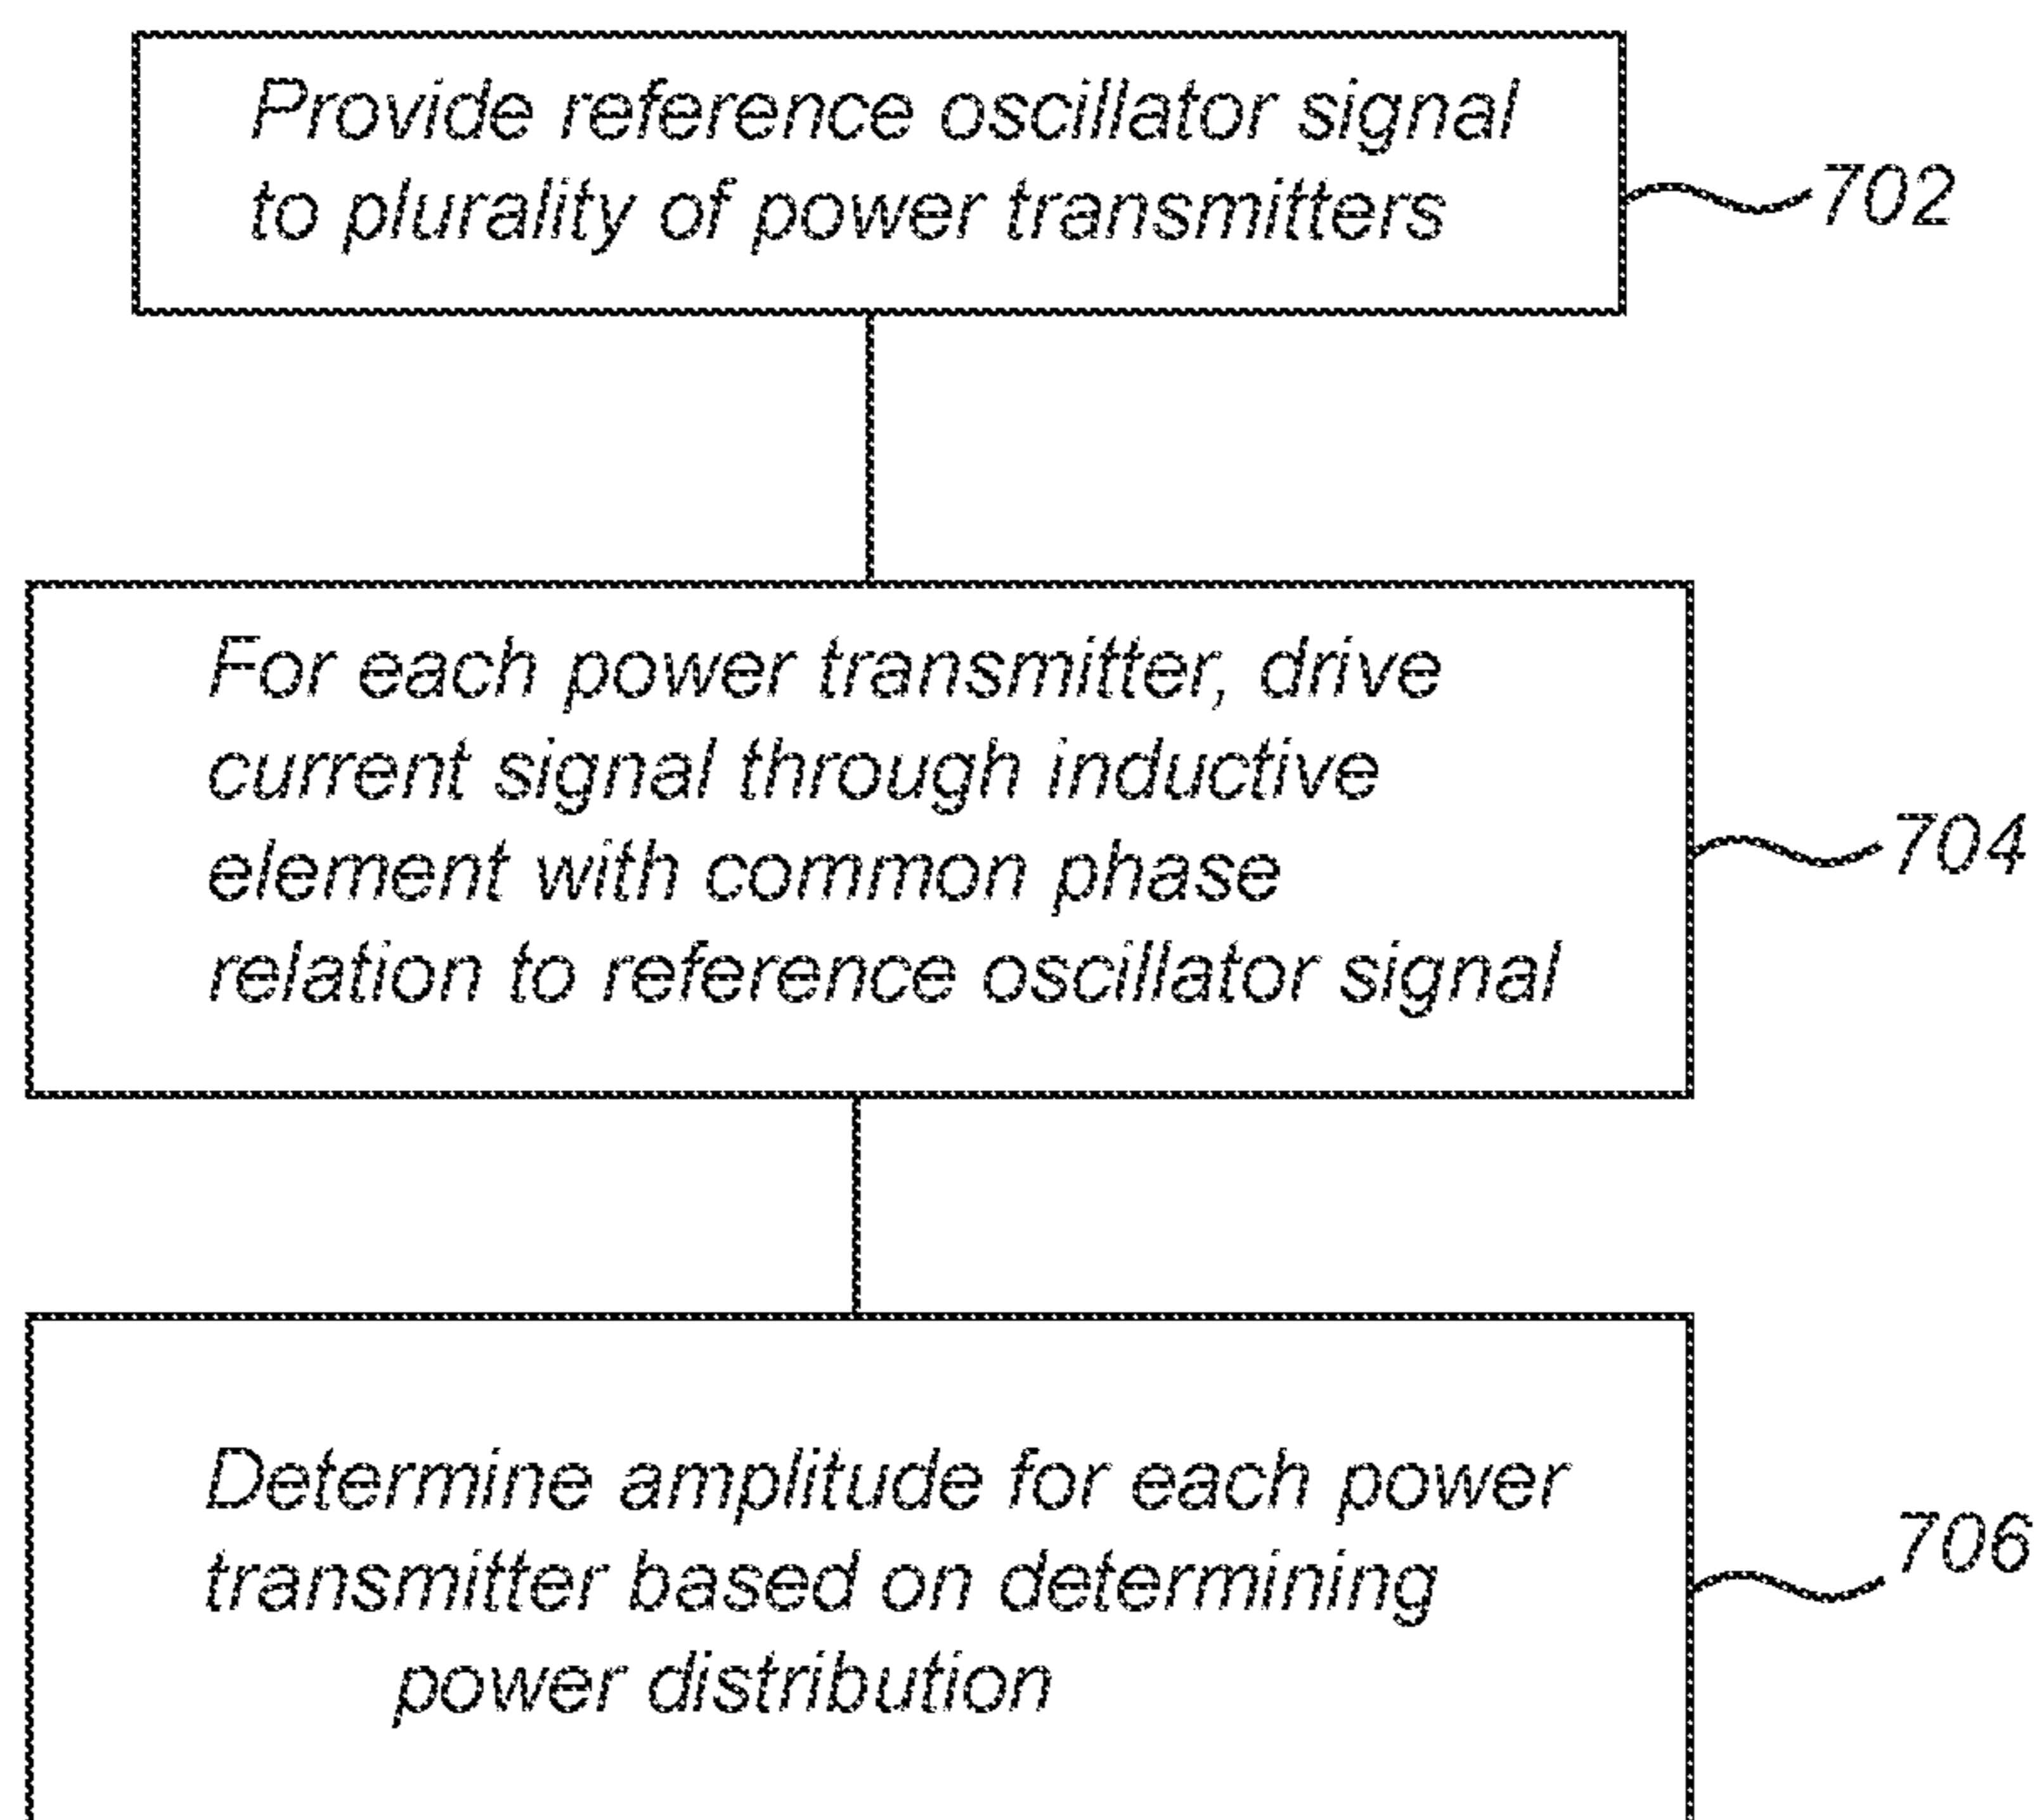 Provide reference oscillator signal
to plurality of power transmitters
702
For each power transmitter, drive
current signal through inductive
element with common phase
relation to reference oscillator signal
704
Determine amplitude for each power
transmitter based on determining
power distribution
706